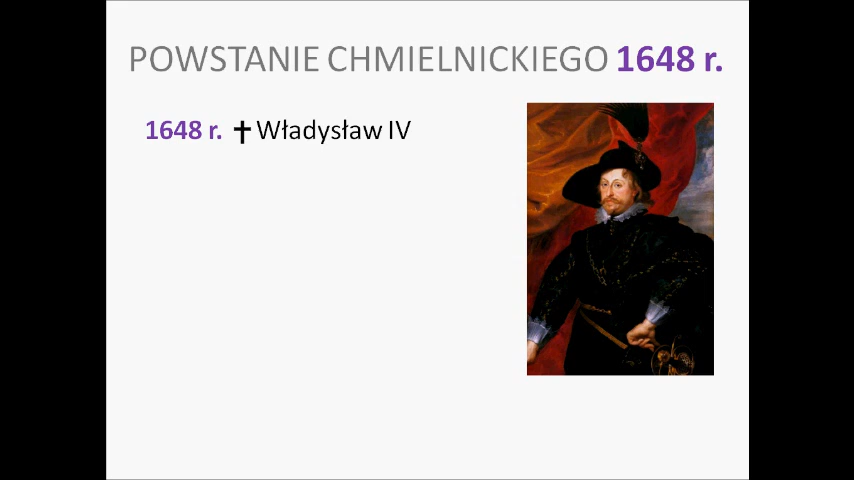 POWSTANIE CHMIELNICKIEGO 1648 r.
1648 r. ✝ Władysław IV